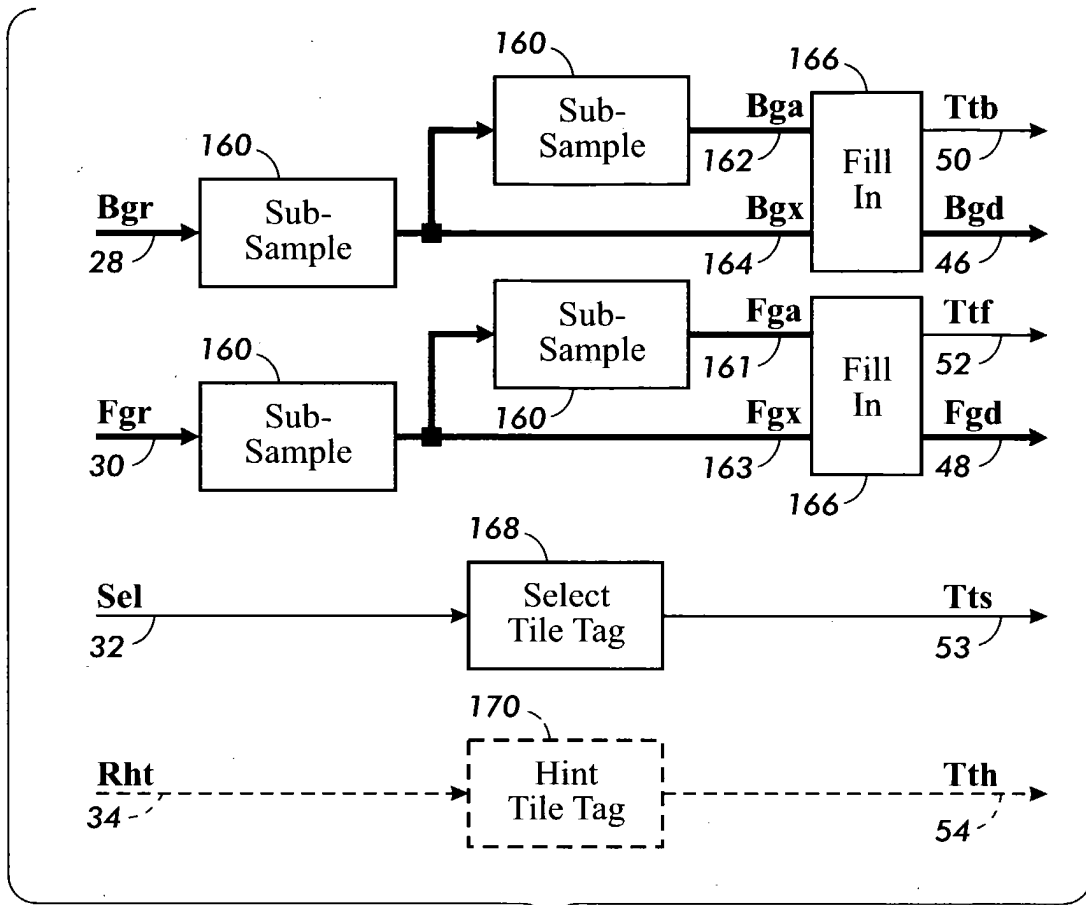 160
166
Sub-
Sample
Bga
162
Fill
In
Ttb
50
160
Bgr
28
Sub-
Sample
Bgx
164
Bgd
46
Sub-
Sample
160
Fga
161
Fill
In
166
Ttf
52
160
Fgr
30
Sub-
Sample
Fgx
163
Fgd
48
168
Sel
32
Select
Tile Tag
Tts
53
170
Rht
34
Hint
Tile Tag
Tth
54